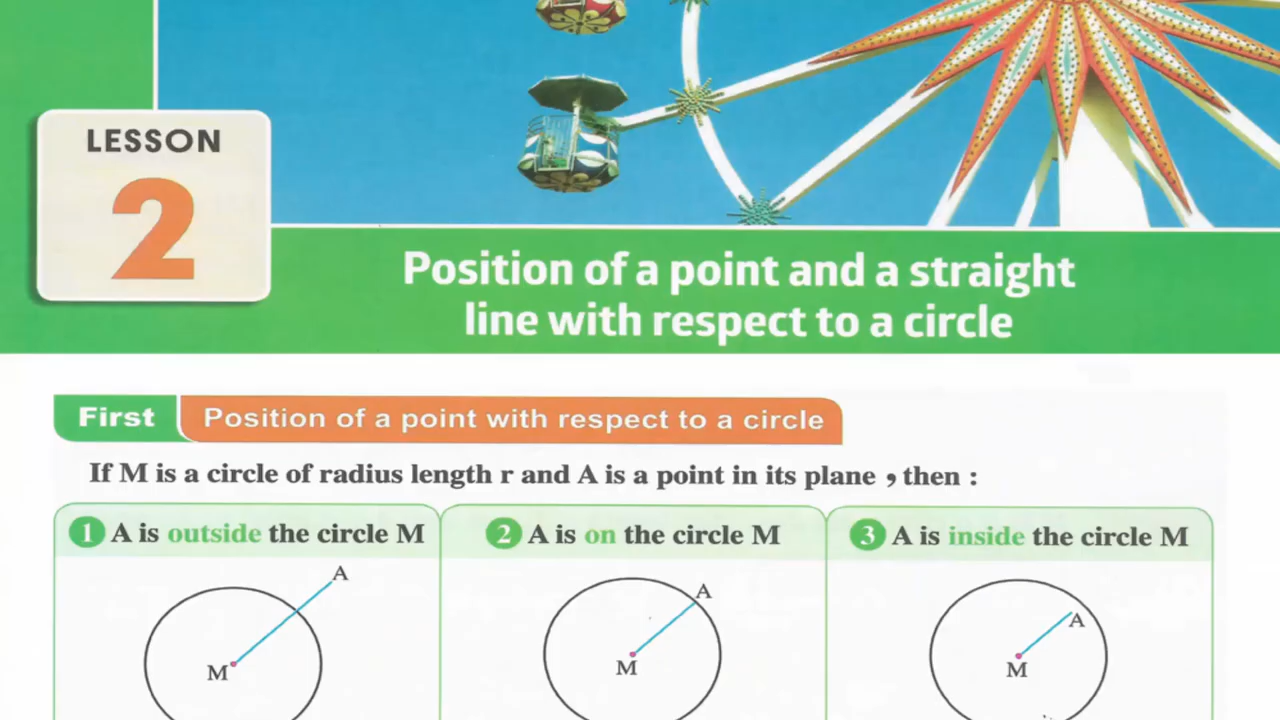 LESSON
2
Position of a point and a straight
line with respect to a circle
First Position of a point with respect to a circle
If M is a circle of radius length r and A is a point in its plane , then :
1 A is outside the circle M
2 A is on the circle M
3 A is inside the circle M
A
M
A
M
A
M